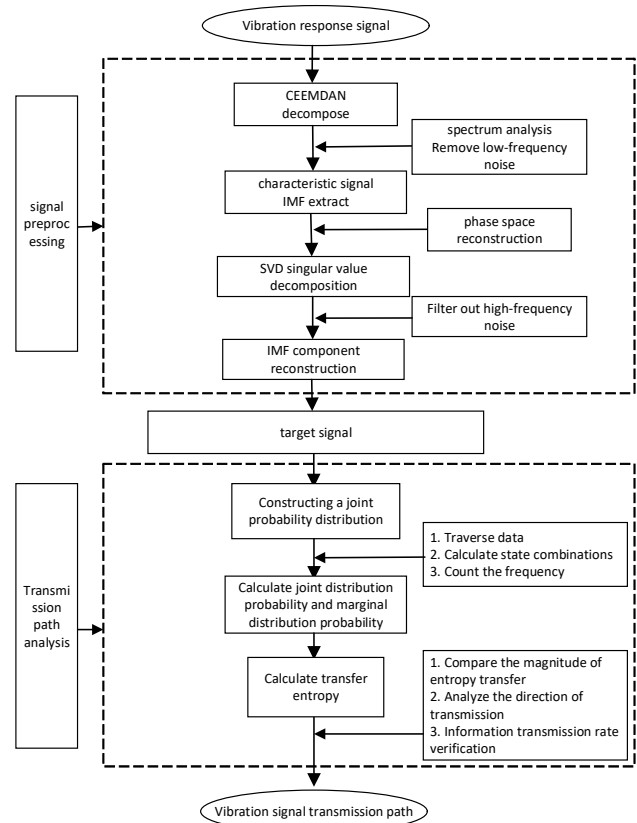 Vibration response signal
CEEMDAN
decompose
spectrum analysis
Remove low-frequency
noise
characteristic signal
IMF extract
signal
preproc
essing
phase space
reconstruction
SVD singular value
decomposition
Filter out high-frequency
noise
IMF component
reconstruction
target signal
Constructing a joint
probability distribution
1. Traverse data
2. Calculate state combinations
3. Count the frequency
Calculate joint distribution
probability and marginal
distribution probability
Transmi
ssion
path
analysis
Calculate transfer
entropy
1. Compare the magnitude of
entropy transfer
2. Analyze the direction of
transmission
3. Information transmission rate
verification
Vibration signal transmission path